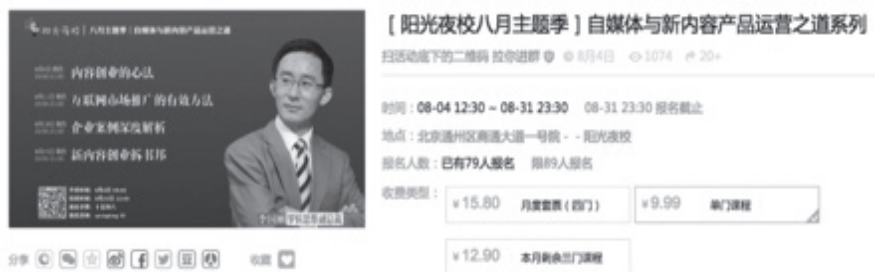 八月主题季 | 自媒体与新内容产品运营之道
内容创业的心法
互联网市场推广的有效方法
企业案例深度解析
新内容创业拆书邦
分享
收藏
[ 阳光夜校八月主题季 ] 自媒体与新内容产品运营之道系列
扫活动底下的二维码 拉你进群
8月4日
1074
20+
时间：08-04 12:30 ~ 08-31 23:30 08-31 23:30 报名截止
地点：北京通州区商通大道一号院 - - 阳光夜校
报名人数：已有79人报名 限89人报名
收费类型：
¥15.80 月度套票（四门）
¥9.99 单门课程
¥12.90 本月剩余三门课程